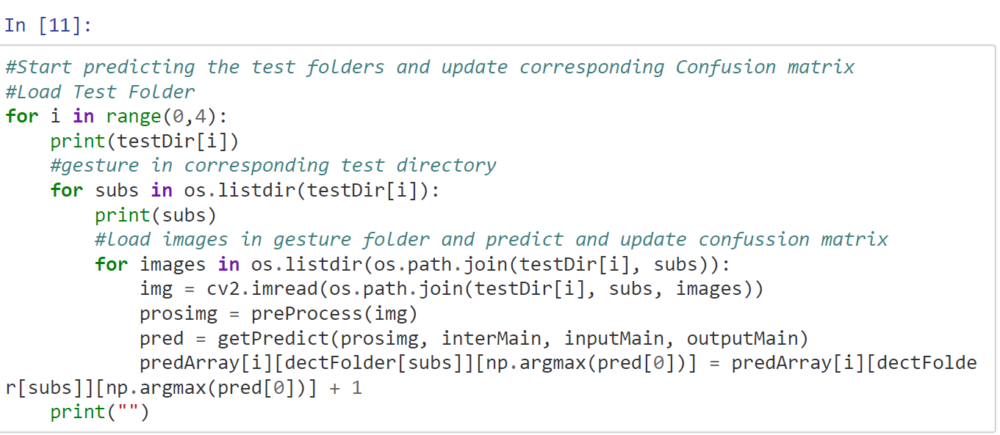 In [11]:
#Start predicting the test folders and update corresponding Confusion matrix
#Load Test Folder
for i in range(0,4):
    print(testDir[i])
    #gesture in corresponding test directory
    for subs in os.listdir(testDir[i]):
        print(subs)
        #load images in gesture folder and predict and update confussion matrix
        for images in os.listdir(os.path.join(testDir[i], subs)):
            img = cv2.imread(os.path.join(testDir[i], subs, images))
            prosimg = preProcess(img)
            pred = getPredict(prosimg, interMain, inputMain, outputMain)
            predArray[i][dectFolder[subs]][np.argmax(pred[0])] = predArray[i][dectFolde
r[subs]][np.argmax(pred[0])] + 1
    print("")